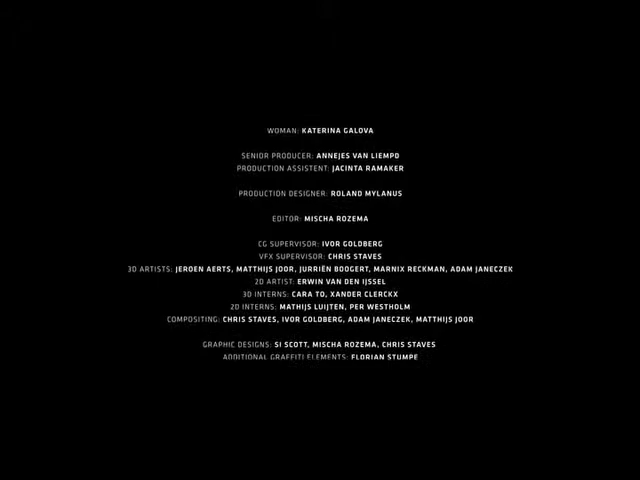 WOMAN: KATERINA GALOVA
SENIOR PRODUCER: ANNEJES VAN LIEMPD
PRODUCTION ASSISTENT: JACINTA RAMAKER
PRODUCTION DESIGNER: ROLAND MYLANUS
EDITOR: MISCHA ROZEMA
CG SUPERVISOR: IVOR GOLDBERG
VFX SUPERVISOR: CHRIS STAVES
3D ARTISTS: JEROEN AERTS, MATTHIJS JOOR, JURRIËN BOOGERT, MARNIX RECKMAN, ADAM JANECZEK
2D ARTIST: ERWIN VAN DEN IJSSEL
3D INTERNS: CARA TO, XANDER CLERCKX
2D INTERNS: MATHIJS LUIJTEN, PER WESTHOLM
COMPOSITING: CHRIS STAVES, IVOR GOLDBERG, ADAM JANECZEK, MATTHIJS JOOR
GRAPHIC DESIGNS: SI SCOTT, MISCHA ROZEMA, CHRIS STAVES
ADDITIONAL GRAFFITI ELEMENTS: FLORIAN STUMPE